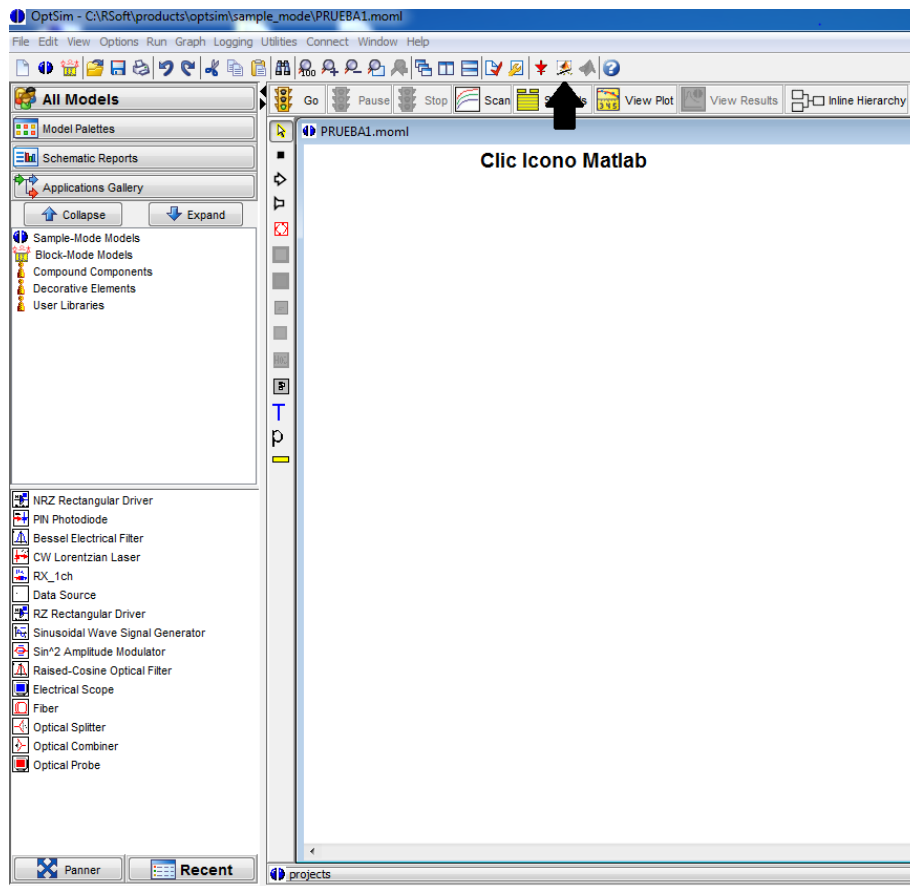 OptSim - C:\RSoft\products\optsim\sample_mode\PRUEBA1.moml
File Edit View Options Run Graph Logging Utilities Connect Window Help
100
All Models
Go Pause Stop Scan View Plot View Results Inline Hierarchy
Model Palettes
PRUEBA1.moml
Schematic Reports
Clic Icono Matlab
Applications Gallery
Collapse Expand
Sample-Mode Models
Block-Mode Models
Compound Components
Decorative Elements
User Libraries
T
NRZ Rectangular Driver
PIN Photodiode
Bessel Electrical Filter
CW Lorentzian Laser
RX_1ch
Data Source
RZ Rectangular Driver
Sinusoidal Wave Signal Generator
Sin^2 Amplitude Modulator
Raised-Cosine Optical Filter
Electrical Scope
Fiber
Optical Splitter
Optical Combiner
Optical Probe
Panner Recent
projects